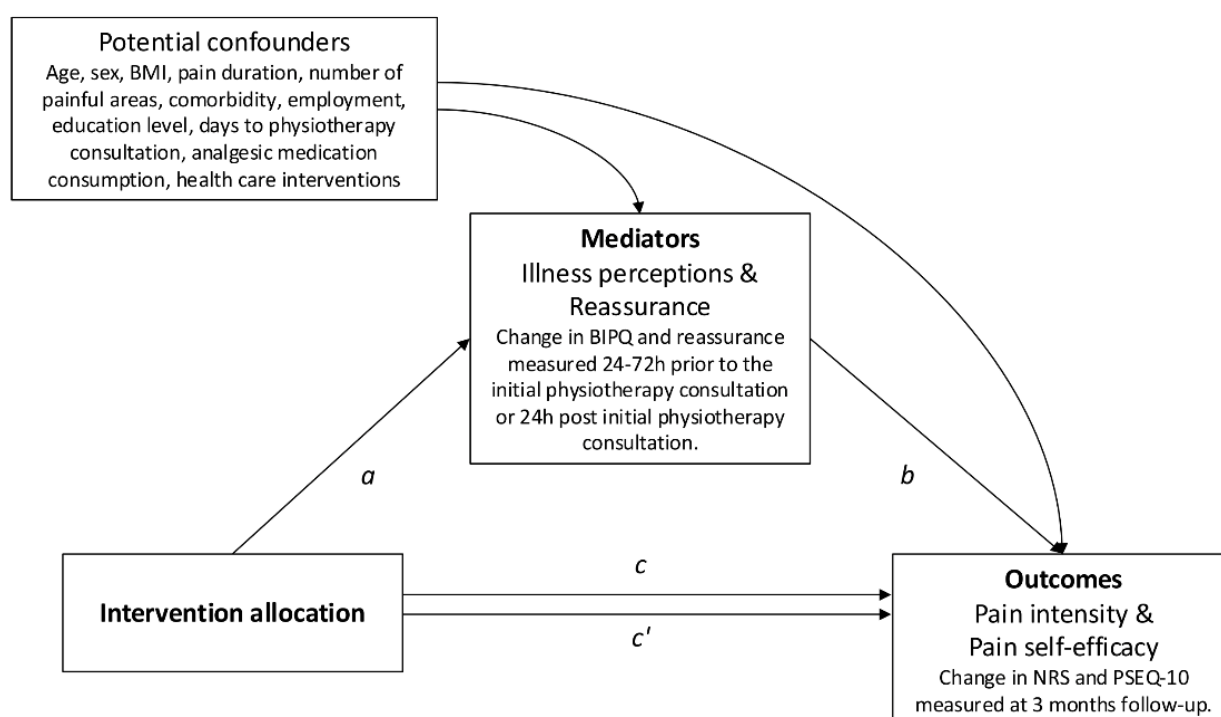 Potential confounders
Age, sex, BMI, pain duration, number of
painful areas, comorbidity, employment,
education level, days to physiotherapy
consultation, analgesic medication
consumption, health care interventions
Mediators
Illness perceptions &
Reassurance
Change in BIPQ and reassurance
measured 24-72h prior to the
initial physiotherapy consultation
or 24h post initial physiotherapy
consultation.
a
b
Intervention allocation
c
c'
Outcomes
Pain intensity &
Pain self-efficacy
Change in NRS and PSEQ-10
measured at 3 months follow-up.